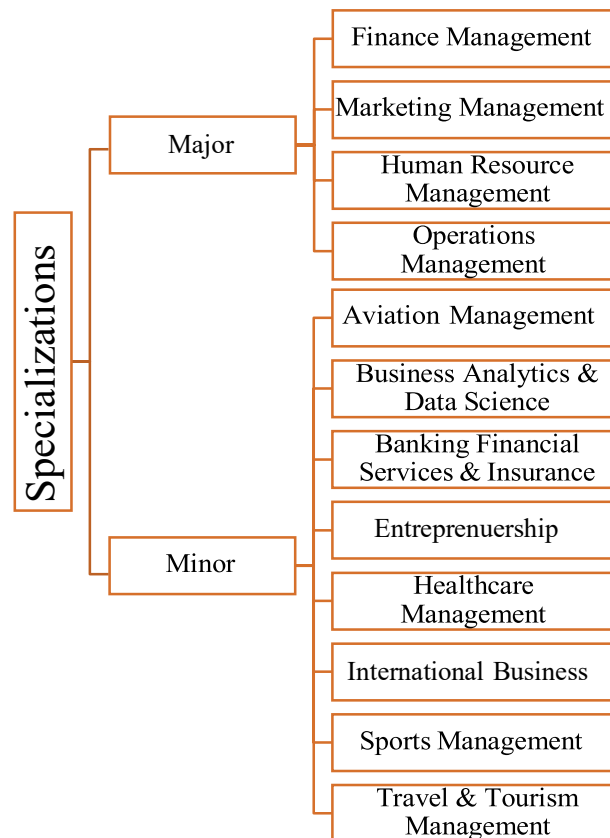 Specializations
Major
Finance Management
Marketing Management
Human Resource
Management
Operations
Management
Minor
Aviation Management
Business Analytics &
Data Science
Banking Financial
Services & Insurance
Entreprenuership
Healthcare
Management
International Business
Sports Management
Travel & Tourism
Management